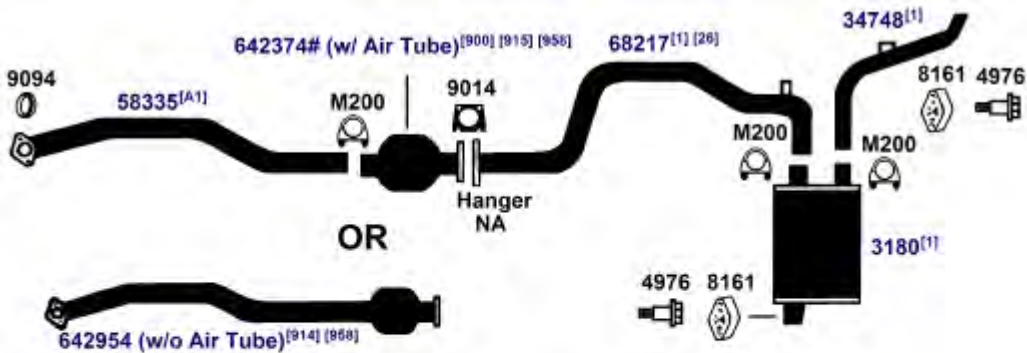 34748[1]
642374# (w/ Air Tube)[900] [915] [958]
68217[1] [26]
9094
58335[A1]
M200
9014
8161 4976
M200
M200
Hanger
NA
OR
3180[1]
4976 8161
642954 (w/o Air Tube)[914] [958]